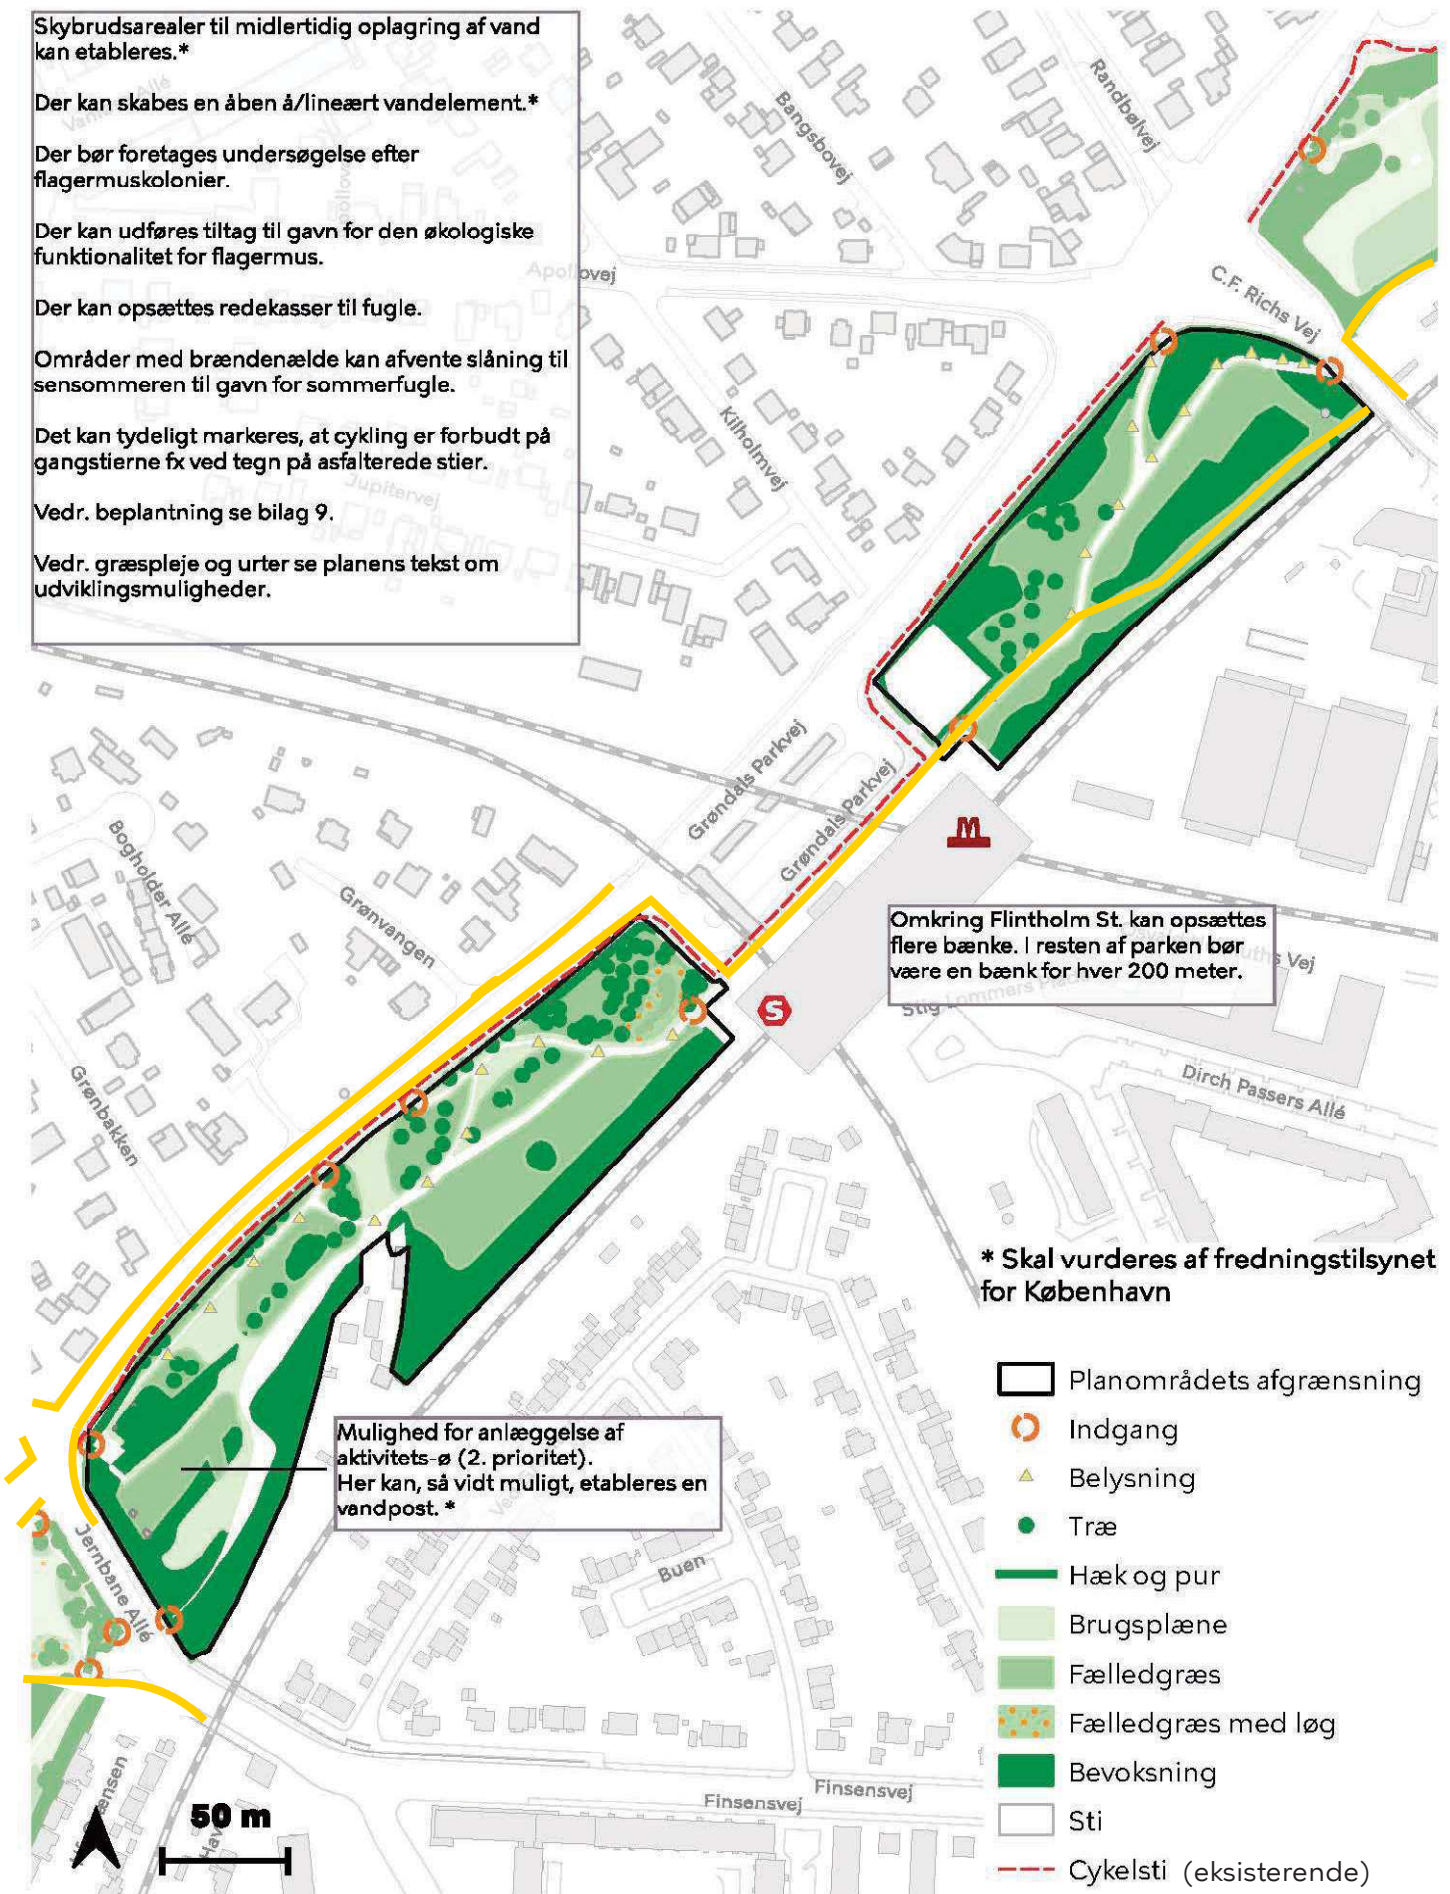 Skybrudsarealer til midlertidig oplagring af vand
kan etableres.*
Der kan skabes en åben å/lineært vandelement.*
Der bør foretages undersøgelse efter
flagermuskolonier.
Der kan udføres tiltag til gavn for den økologiske
funktionalitet for flagermus.
Der kan opsættes redekasser til fugle.
Områder med brændenælde kan afvente slåning til
sensommeren til gavn for sommerfugle.
Det kan tydeligt markeres, at cykling er forbudt på
gangstierne fx ved tegn på asfalterede stier.
Vedr. beplantning se bilag 9.
Vedr. græspleje og urter se planens tekst om
udviklingsmuligheder.
Apollovej
Jupitervej
Bangsbovej
Randbølvej
C.F. Richs Vej
Kilholmvej
Grøndals Parkvej
Grøndals Parkvej
M
Bogholder Allé
Grønvangen
Grønbakken
S
Omkring Flintholm St. kan opsættes
flere bænke. I resten af parken bør
være en bænk for hver 200 meter.
Vej
Stig Lommers
Dirch Passers Allé
Mulighed for anlæggelse af
aktivitets-ø (2. prioritet).
Her kan, så vidt muligt, etableres en
vandpost. *
Jernbane Allé
Buen
Finsensvej
Finsensvej
50 m
* Skal vurderes af fredningstilsynet
for København
Planområdets afgrænsning
Indgang
Belysning
Træ
Hæk og pur
Brugsplæne
Fælledgræs
Fælledgræs med løg
Bevoksning
Sti
Cykelsti (eksisterende)